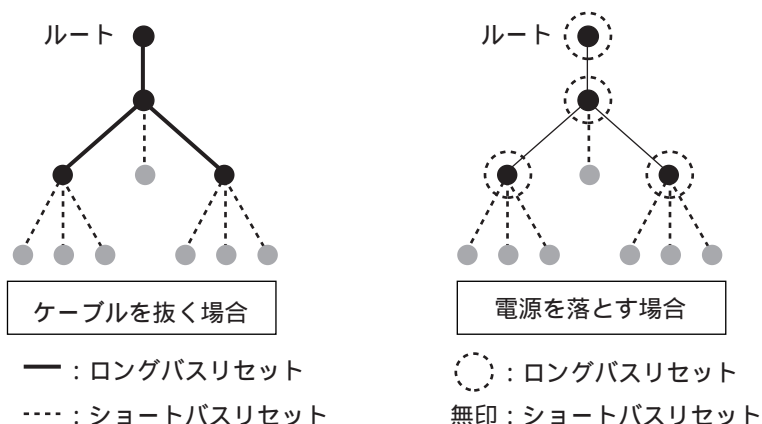 ルート
ルート
ケーブルを抜く場合
電源を落とす場合
：ロングバスリセット
：ロングバスリセット
：ショートバスリセット
無印：ショートバスリセット